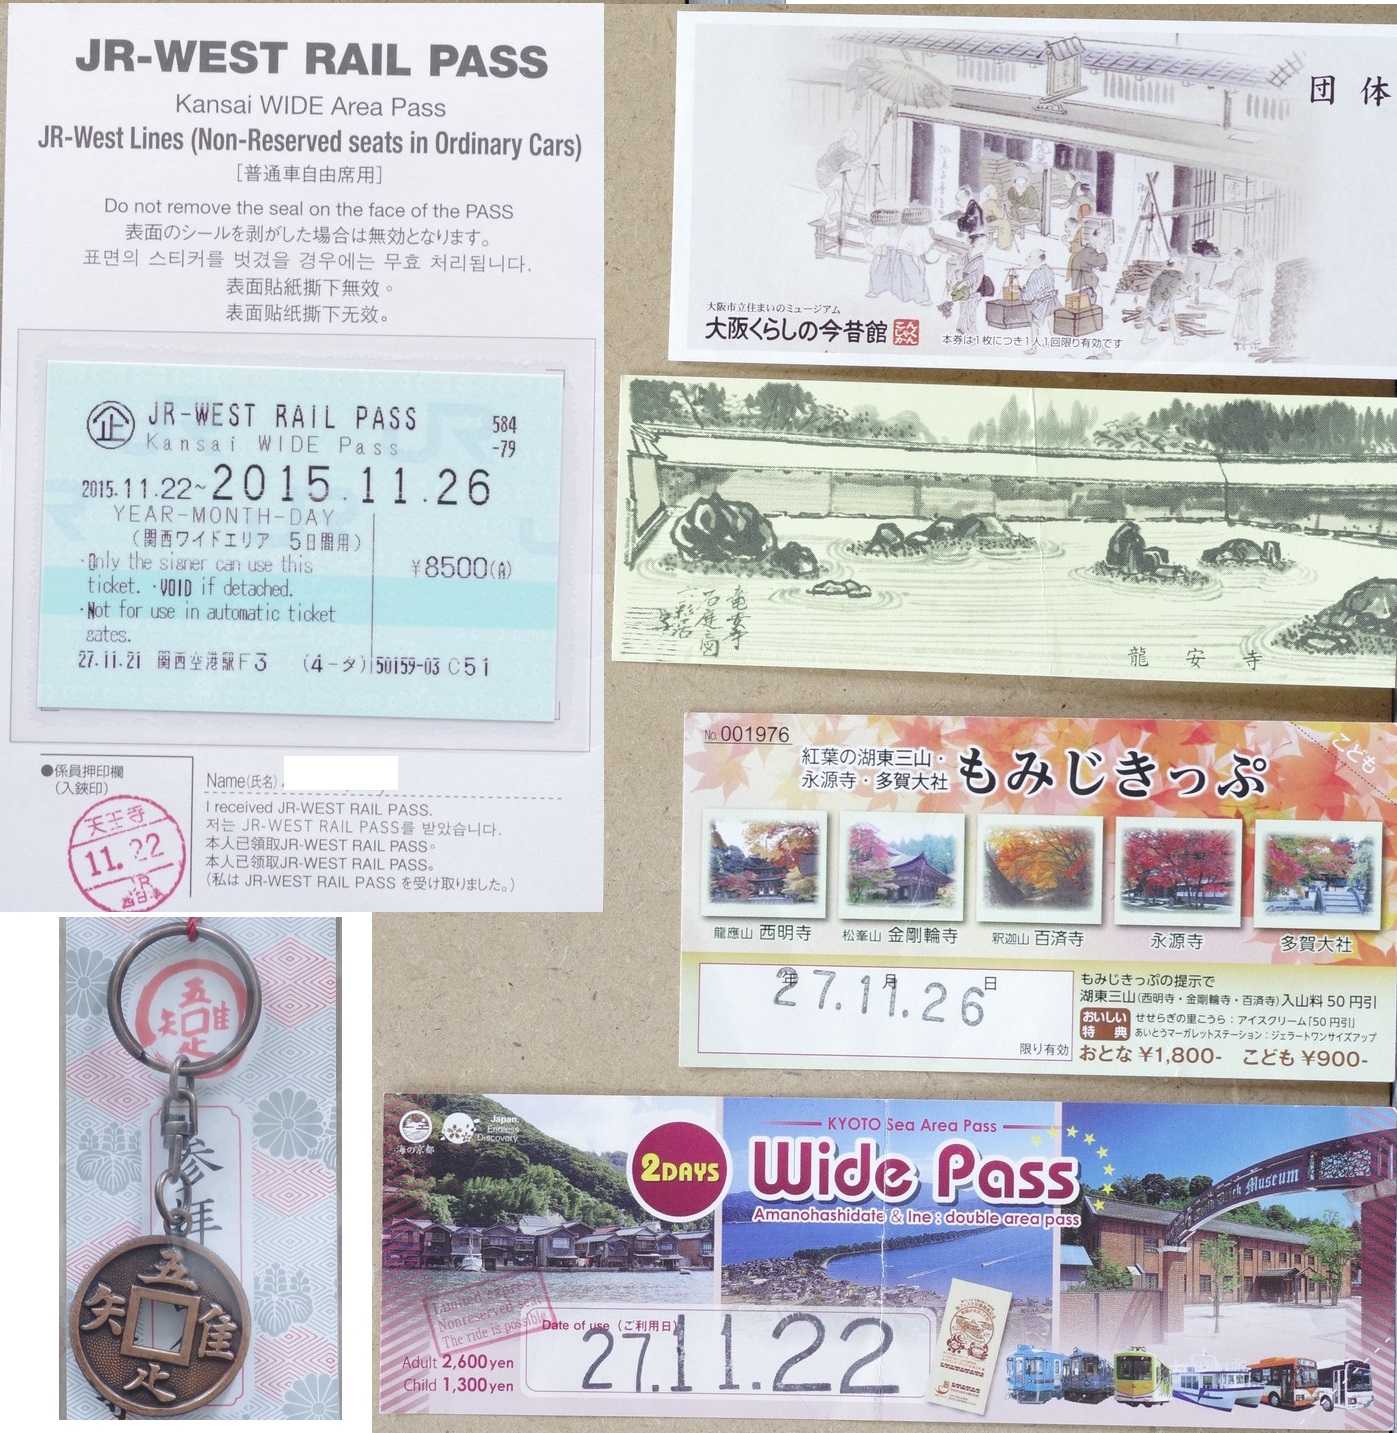 JR-WEST RAIL PASS
Kansai WIDE Area Pass
JR-West Lines (Non-Reserved seats in Ordinary Cars)
[普通車自由席用]
Do not remove the seal on the face of the PASS
表面のシールを剥がした場合は無効となります。
표면의 스티커를 벗겼을 경우에는 무효 처리됩니다.
表面貼紙撕下無效。
表面贴纸撕下无效。
企 JR-WEST RAIL PASS 584
Kansai WIDE Pass -79
2015.11.22~2015.11.26
YEAR-MONTH-DAY
(関西ワイドエリア 5日間用)
・Only the signer can use this ¥8500(A)
ticket. ・VOID if detached.
・Not for use in automatic ticket
gates.
27.11.21 関西空港駅F3 (4-タ) 50159-03 C51
●係員押印欄
(入鋏印)
天王寺
11.22
Name(氏名)
I received JR-WEST RAIL PASS.
저는 JR-WEST RAIL PASS를 받았습니다.
本人已領取JR-WEST RAIL PASS。
本人已领取JR-WEST RAIL PASS。
(私は JR-WEST RAIL PASS を受け取りました。)
団体
大阪市立住まいのミュージアム
大阪くらしの今昔館
こんじゃくかん
本券は1枚につき1人1回限り有効です
龍安寺
No.001976
こども
紅葉の湖東三山・
永源寺・多賀大社
もみじきっぷ
龍應山 西明寺
松峯山 金剛輪寺
釈迦山 百済寺
永源寺
多賀大社
年 月 日
27.11.26
限り有効
もみじきっぷの提示で
湖東三山(西明寺・金剛輪寺・百済寺)入山料50円引
おいしい特典
せせらぎの里こうら:アイスクリーム「50円引」
あいとうマーガレットステーション:ジェラートワンサイズアップ
おとな ¥1,800- こども ¥900-
海の京都
Japan.
Endless
Discovery.
2DAYS
KYOTO Sea Area Pass
Wide Pass
Amanohashidate & Ine : double area pass
Museum
Limited express
Nonreserved seat
The ride is possible
Date of use (ご利用日)
27.11.22
Adult 2,600yen
Child 1,300yen
五
隹
止
矢
参拝
五
隹
止
矢